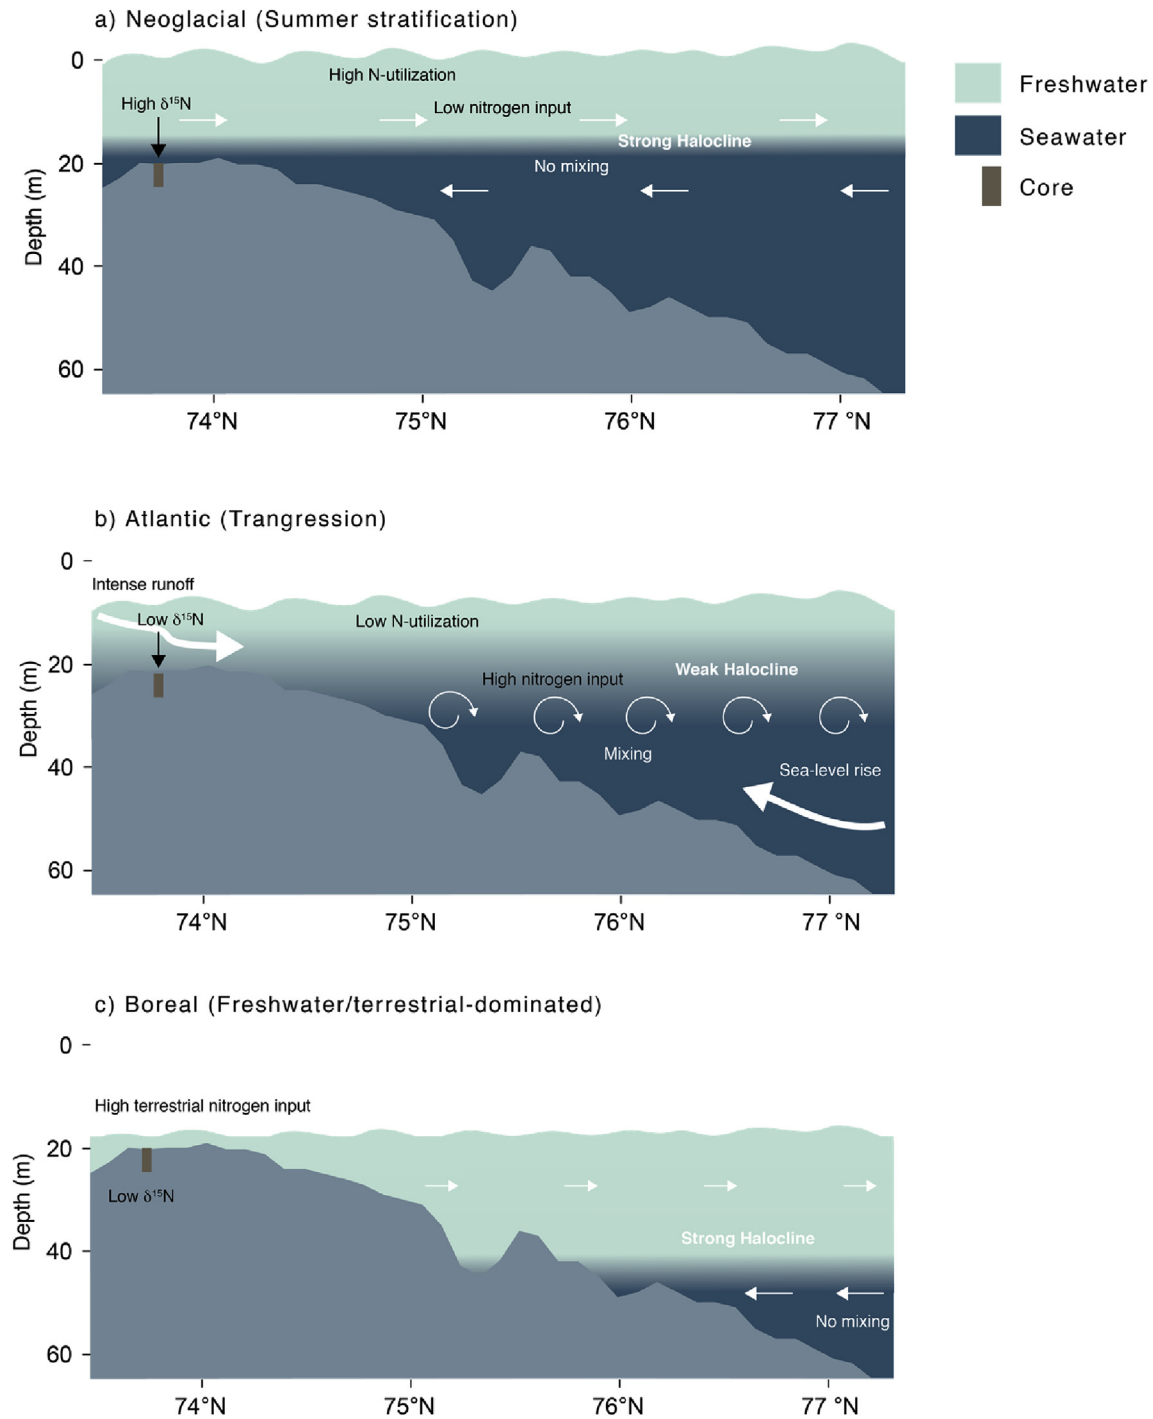 a) Neoglacial (Summer stratification)
0
High N-utilization
Freshwater
High δ¹⁵N
Low nitrogen input
Strong Halocline
Seawater
20
No mixing
Core
Depth (m)
40
60
74°N 75°N 76°N 77 °N
b) Atlantic (Trangression)
0
Intense runoff
Low δ¹⁵N
Low N-utilization
20
Weak Halocline
High nitrogen input
Depth (m)
Mixing
40
Sea-level rise
60
74°N 75°N 76°N 77 °N
c) Boreal (Freshwater/terrestrial-dominated)
0
High terrestrial nitrogen input
20
Low δ¹⁵N
Depth (m)
Strong Halocline
40
No mixing
60
74°N 75°N 76°N 77 °N